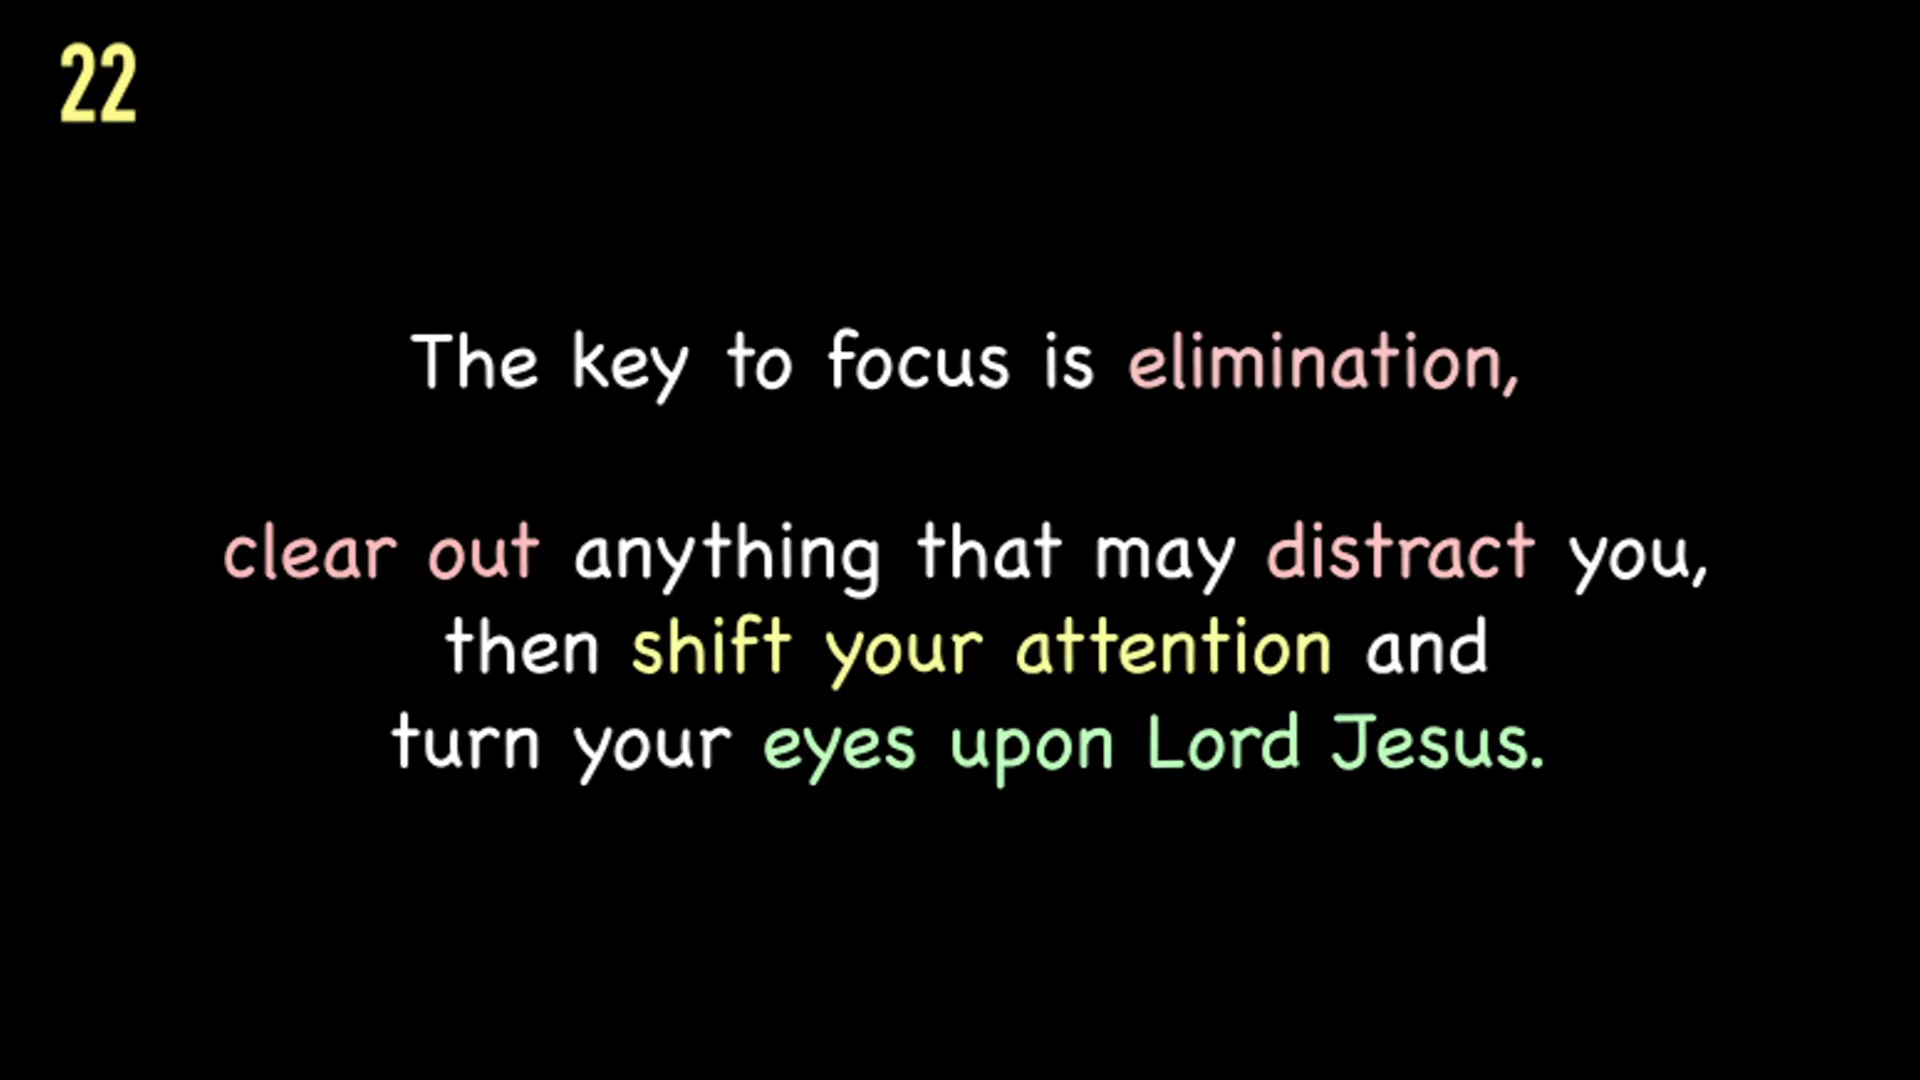 22
The key to focus is elimination,
clear out anything that may distract you,
then shift your attention and
turn your eyes upon Lord Jesus.